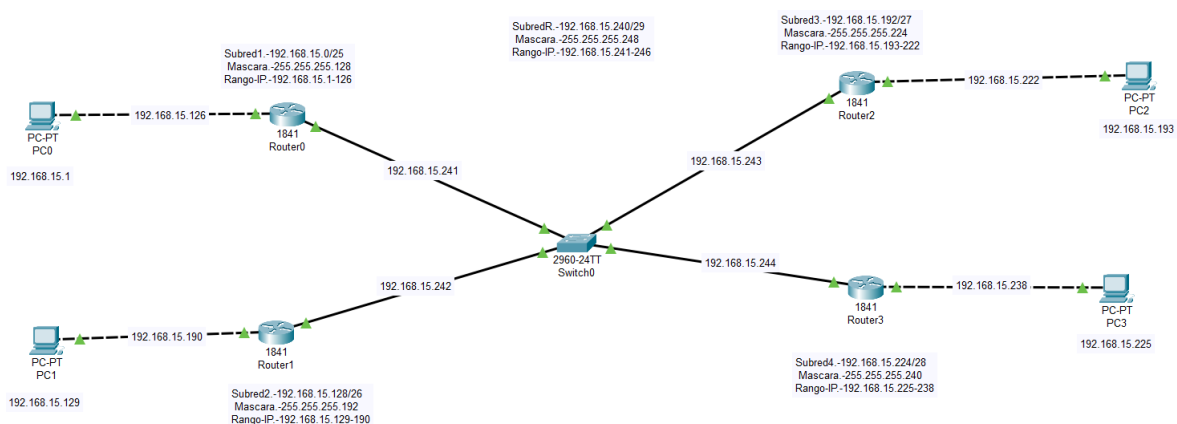 SubredR.-192.168.15.240/29
Mascara.-255.255.255.248
Rango-IP.-192.168.15.241-246
Subred3.-192.168.15.192/27
Mascara.-255.255.255.224
Rango-IP.-192.168.15.193-222
Subred1.-192.168.15.0/25
Mascara.-255.255.255.128
Rango-IP.-192.168.15.1-126
192.168.15.126
PC-PT
PC0
192.168.15.1
1841
Router0
192.168.15.241
1841
Router2
192.168.15.222
PC-PT
PC2
192.168.15.193
192.168.15.243
2960-24TT
Switch0
192.168.15.242
192.168.15.244
192.168.15.190
PC-PT
PC1
192.168.15.129
1841
Router1
Subred2.-192.168.15.128/26
Mascara.-255.255.255.192
Rango-IP.-192.168.15.129-190
1841
Router3
192.168.15.238
PC-PT
PC3
192.168.15.225
Subred4.-192.168.15.224/28
Mascara.-255.255.255.240
Rango-IP.-192.168.15.225-238